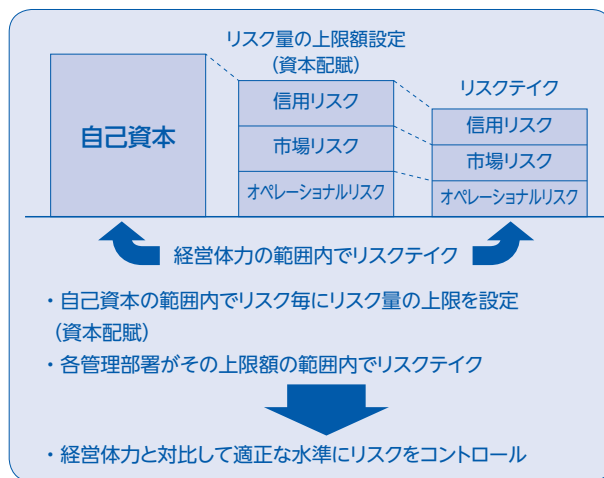 リスク量の上限額設定
(資本配賦)
リスクテイク
自己資本
信用リスク
市場リスク
オペレーショナルリスク
信用リスク
市場リスク
オペレーショナルリスク
経営体力の範囲内でリスクテイク
・自己資本の範囲内でリスク毎にリスク量の上限を設定
(資本配賦)
・各管理部署がその上限額の範囲内でリスクテイク
・経営体力と対比して適正な水準にリスクをコントロール